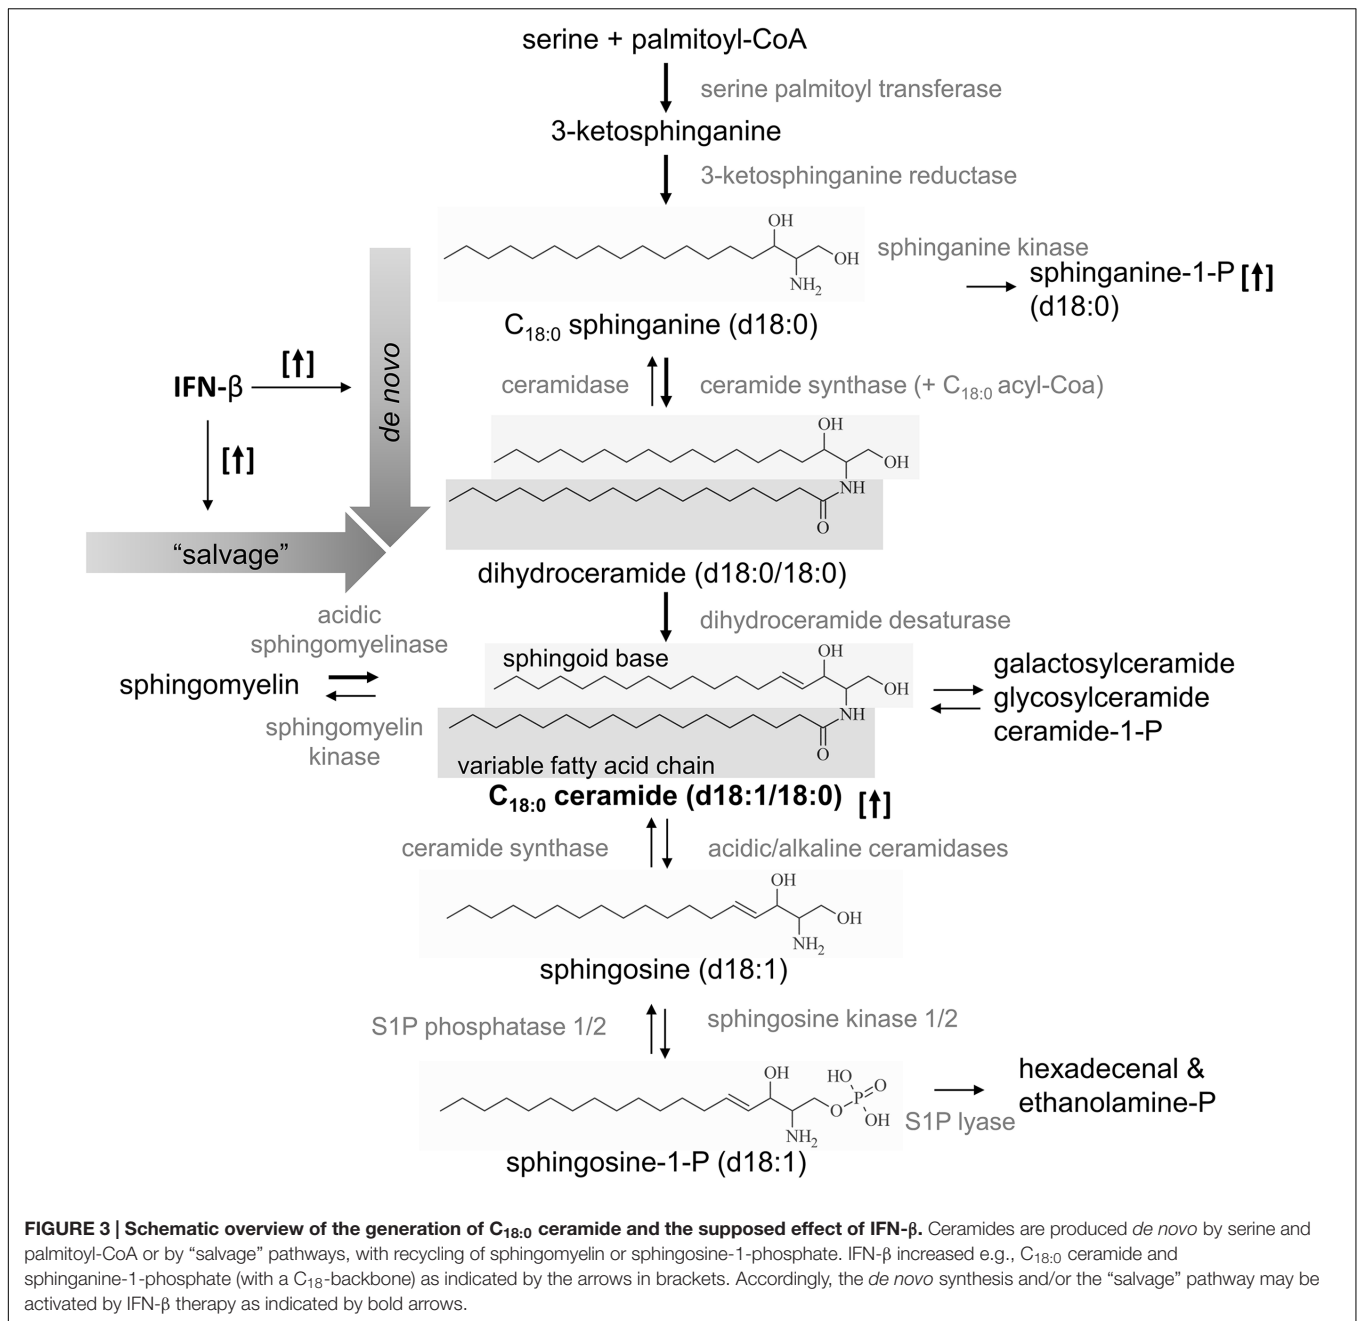 serine + palmitoyl-CoA
serine palmitoyl transferase
3-ketosphinganine
3-ketosphinganine reductase
OH
OH
NH2
sphinganine kinase
sphinganine-1-P [↑]
(d18:0)
C18:0 sphinganine (d18:0)
IFN-β
[↑]
[↑]
de novo
"salvage"
ceramidase
ceramide synthase (+ C18:0 acyl-Coa)
OH
OH
NH
O
dihydroceramide (d18:0/18:0)
dihydroceramide desaturase
acidic
sphingomyelinase
sphingomyelin
sphingomyelin
kinase
sphingoid base
OH
OH
NH
O
variable fatty acid chain
galactosylceramide
glycosylceramide
ceramide-1-P
C18:0 ceramide (d18:1/18:0) [↑]
ceramide synthase
acidic/alkaline ceramidases
OH
OH
NH2
sphingosine (d18:1)
S1P phosphatase 1/2
sphingosine kinase 1/2
OH
HO
O
P
O
OH
NH2
S1P lyase
hexadecenal &
ethanolamine-P
sphingosine-1-P (d18:1)
FIGURE 3 | Schematic overview of the generation of C18:0 ceramide and the supposed effect of IFN-β. Ceramides are produced de novo by serine and
palmitoyl-CoA or by "salvage" pathways, with recycling of sphingomyelin or sphingosine-1-phosphate. IFN-β increased e.g., C18:0 ceramide and
sphinganine-1-phosphate (with a C18-backbone) as indicated by the arrows in brackets. Accordingly, the de novo synthesis and/or the "salvage" pathway may be
activated by IFN-β therapy as indicated by bold arrows.